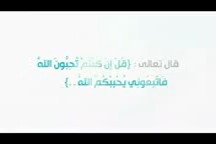 قال تعالى : {قُلْ إِن كُنتُمْ تُحِبُّونَ اللَّهَ
فَاتَّبِعُونِي يُحْبِبْكُمُ اللَّهُ..}